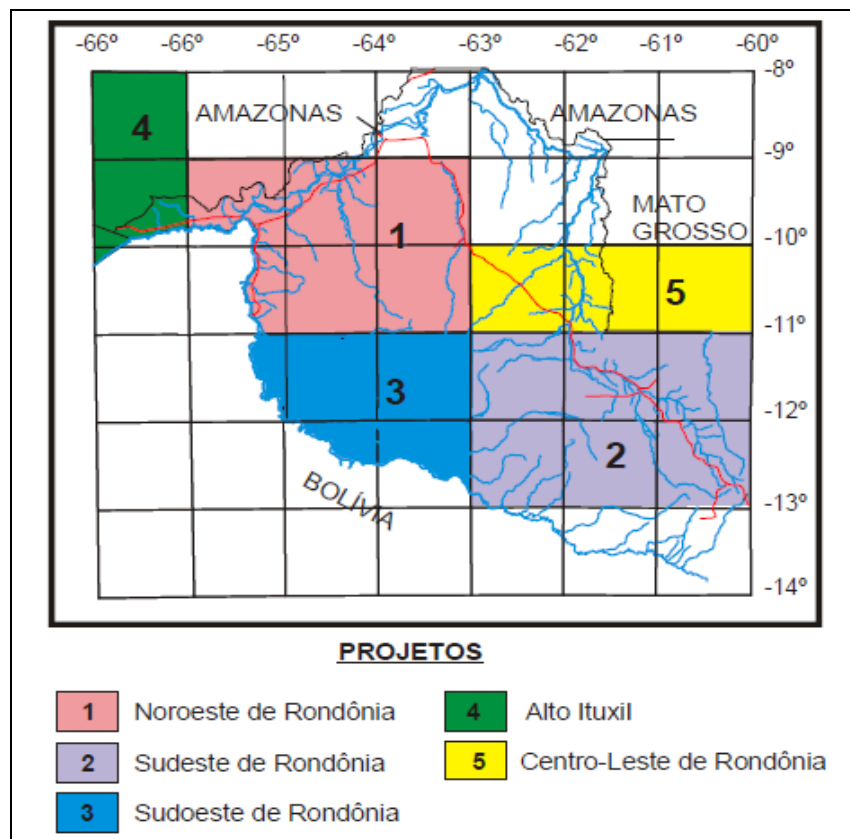 -66º -66º -65º -64º -63º -62º -61º -60º
-8º
AMAZONAS AMAZONAS
4
-9º
MATO
GROSSO
1
-10º
5
-11º
3
-12º
2
BOLÍVIA
-13º
-14º
PROJETOS
1 Noroeste de Rondônia 4 Alto Ituxil
2 Sudeste de Rondônia 5 Centro-Leste de Rondônia
3 Sudoeste de Rondônia